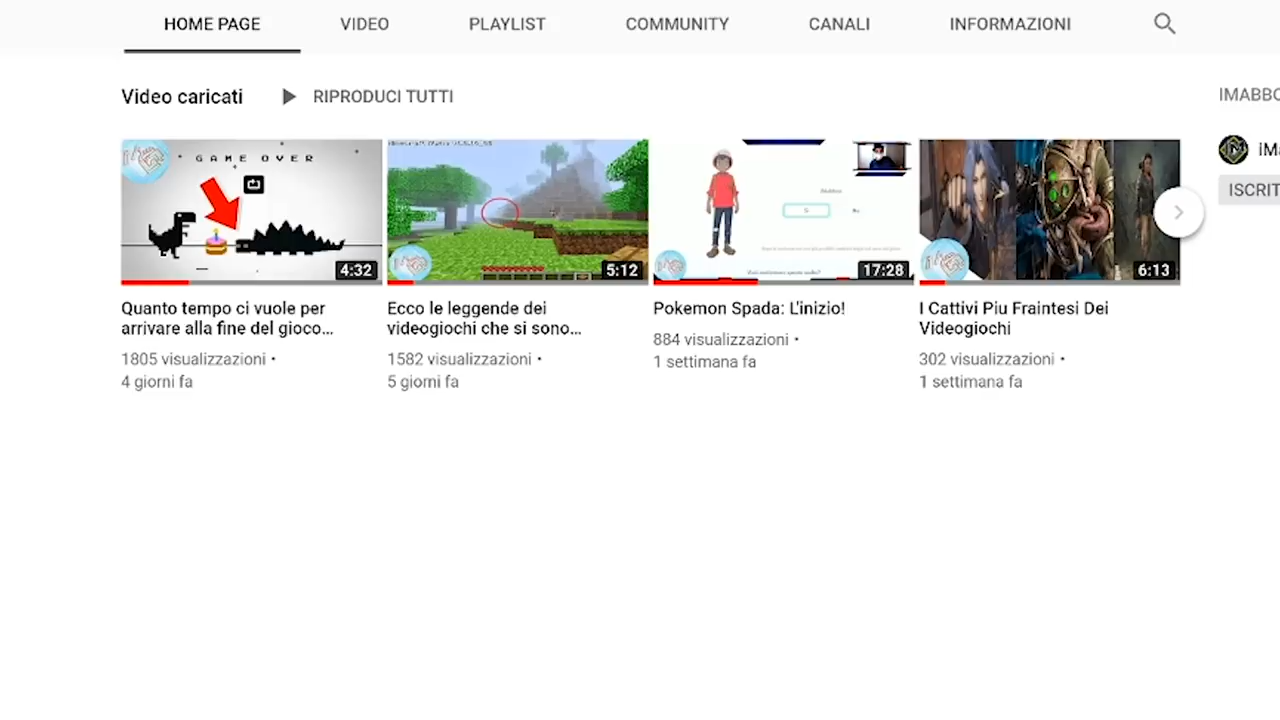 HOME PAGE VIDEO PLAYLIST COMMUNITY CANALI INFORMAZIONI
Video caricati RIPRODUCI TUTTI
IMABBO
GAME OVER
4:32
5:12
17:28
6:13
iMa
ISCRIT
Quanto tempo ci vuole per
arrivare alla fine del gioco...
1805 visualizzazioni •
4 giorni fa
Ecco le leggende dei
videogiochi che si sono...
1582 visualizzazioni •
5 giorni fa
Pokemon Spada: L'inizio!
884 visualizzazioni •
1 settimana fa
I Cattivi Piu Fraintesi Dei
Videogiochi
302 visualizzazioni •
1 settimana fa